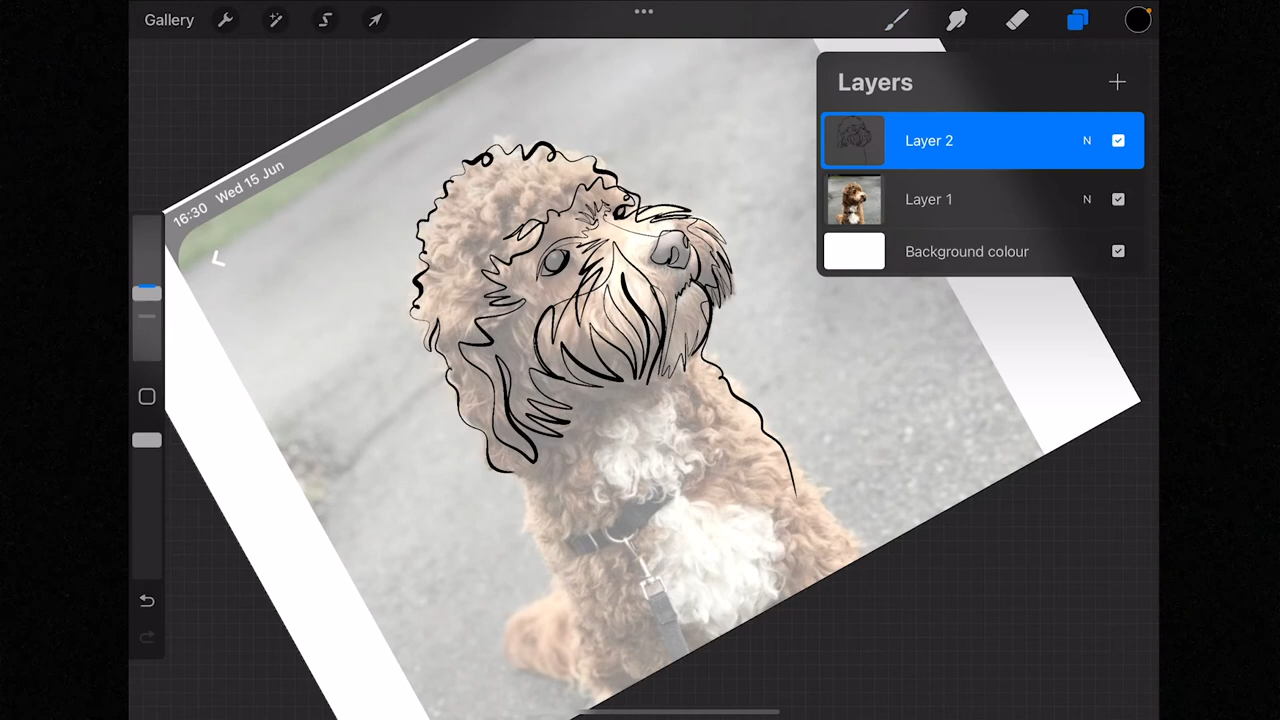 Gallery
Layers
Layer 2 N
Layer 1 N
Background colour
16:30 Wed 15 Jun